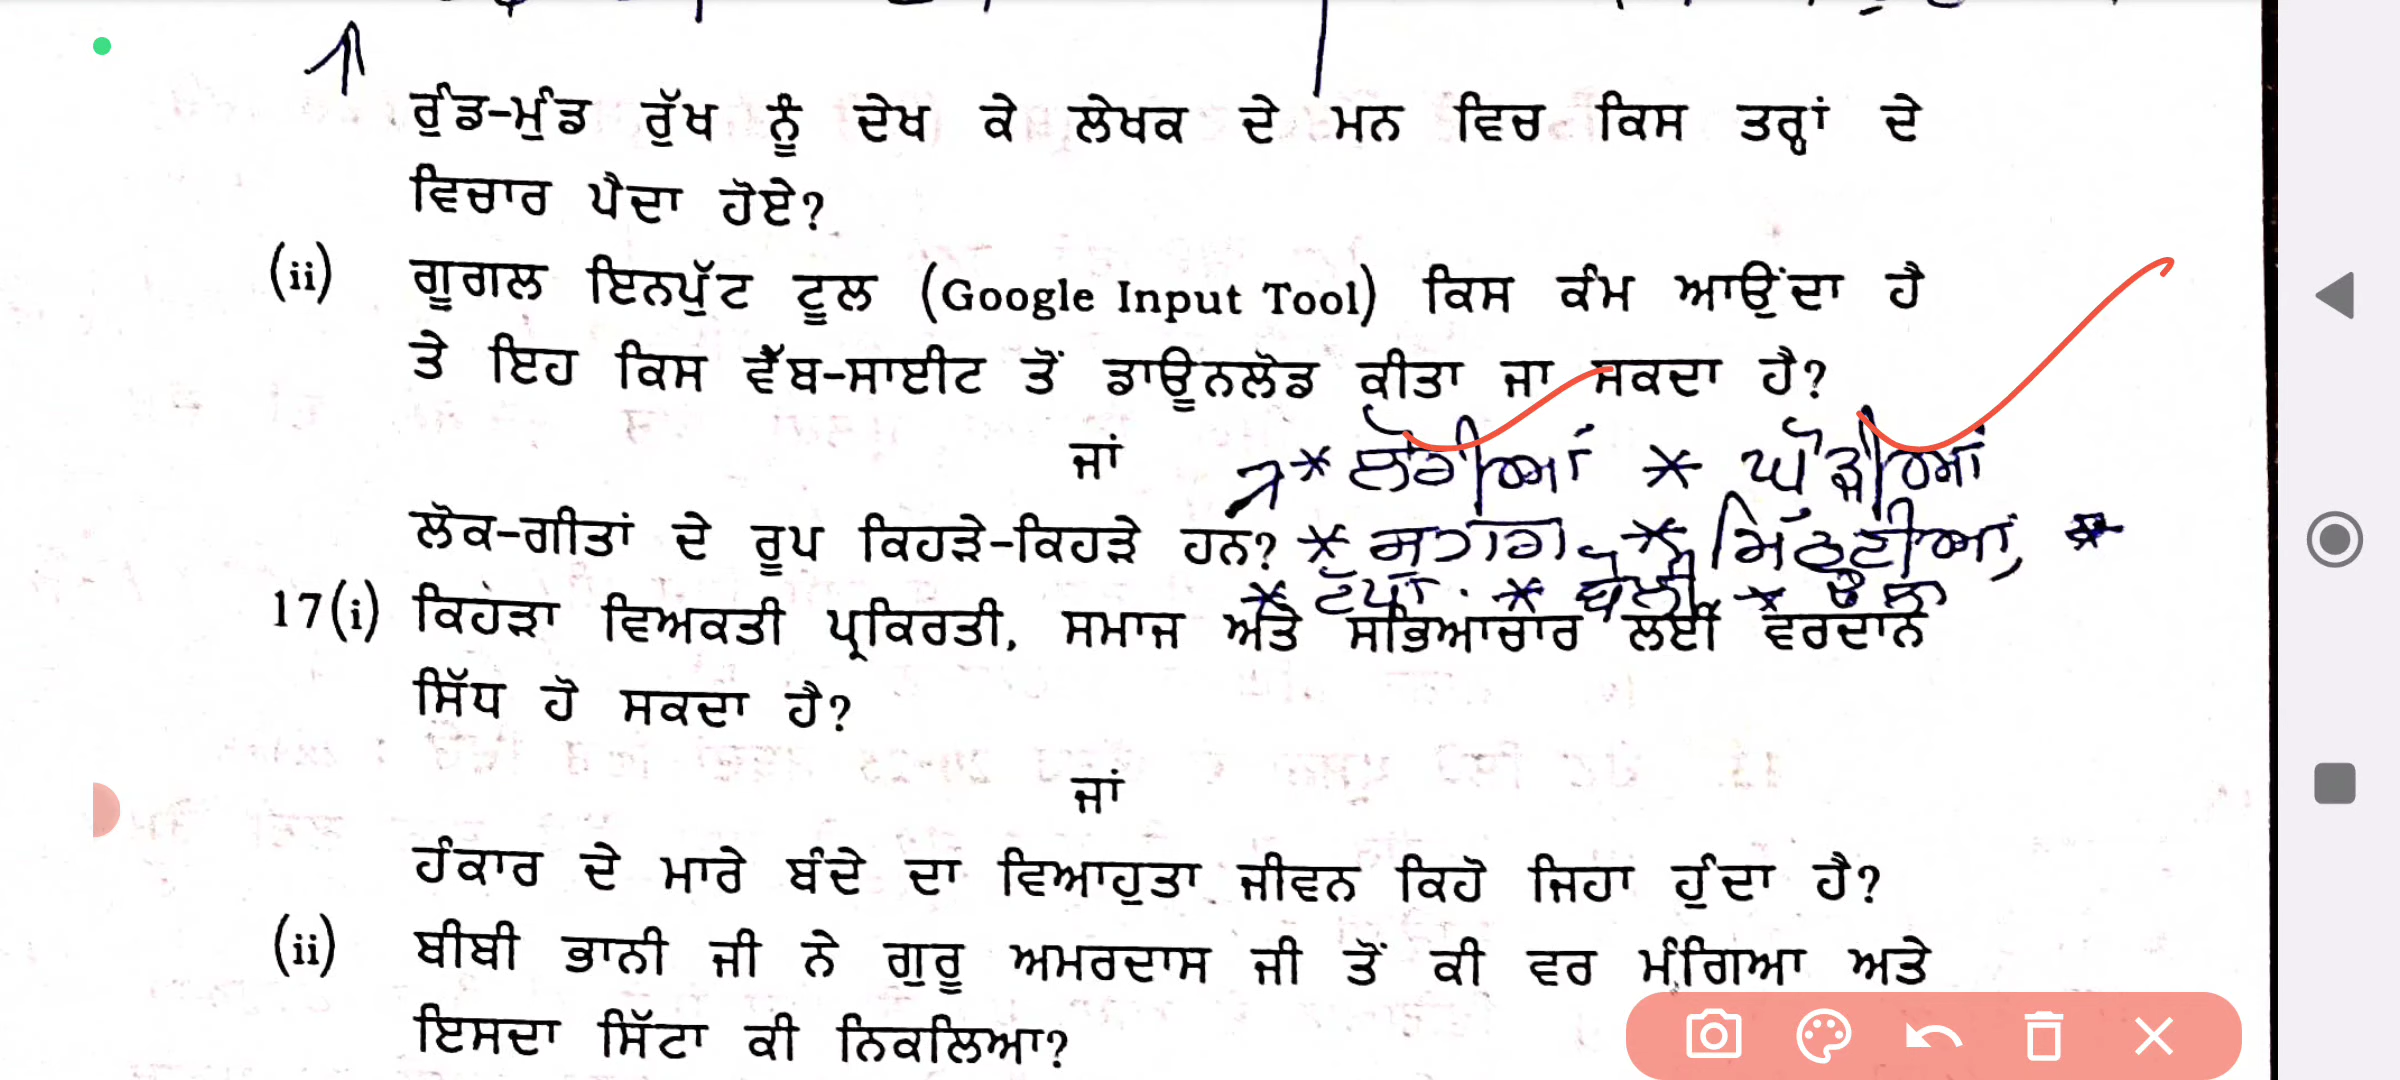 ਰੁੰਡ-ਮੁੰਡ ਰੁੱਖ ਨੂੰ ਦੇਖ ਕੇ ਲੇਖਕ ਦੇ ਮਨ ਵਿਚ ਕਿਸ ਤਰ੍ਹਾਂ ਦੇ
ਵਿਚਾਰ ਪੈਦਾ ਹੋਏ?
(ii) ਗੂਗਲ ਇਨਪੁੱਟ ਟੂਲ (Google Input Tool) ਕਿਸ ਕੰਮ ਆਉਂਦਾ ਹੈ
ਤੇ ਇਹ ਕਿਸ ਵੈੱਬ-ਸਾਈਟ ਤੋਂ ਡਾਊਨਲੋਡ ਕੀਤਾ ਜਾ ਸਕਦਾ ਹੈ?
ਜਾਂ * ਲੋਰੀਆਂ * ਘੋੜੀਆਂ
ਲੋਕ-ਗੀਤਾਂ ਦੇ ਰੂਪ ਕਿਹੜੇ-ਕਿਹੜੇ ਹਨ? * ਸੁਹਾਗ, * ਸਿੱਠਣੀਆਂ, *
* ਟੱਪਾ . * ਬੋਲੀ *
17(i) ਕਿਹੜਾ ਵਿਅਕਤੀ ਪ੍ਰਕਿਰਤੀ, ਸਮਾਜ ਅਤੇ ਸਭਿਆਚਾਰ ਲਈ ਵਰਦਾਨ
ਸਿੱਧ ਹੋ ਸਕਦਾ ਹੈ?
ਜਾਂ
ਹੰਕਾਰ ਦੇ ਮਾਰੇ ਬੰਦੇ ਦਾ ਵਿਆਹੁਤਾ ਜੀਵਨ ਕਿਹੋ ਜਿਹਾ ਹੁੰਦਾ ਹੈ?
(ii) ਬੀਬੀ ਭਾਨੀ ਜੀ ਨੇ ਗੁਰੂ ਅਮਰਦਾਸ ਜੀ ਤੋਂ ਕੀ ਵਰ ਮੰਗਿਆ ਅਤੇ
ਇਸਦਾ ਸਿੱਟਾ ਕੀ ਨਿਕਲਿਆ?